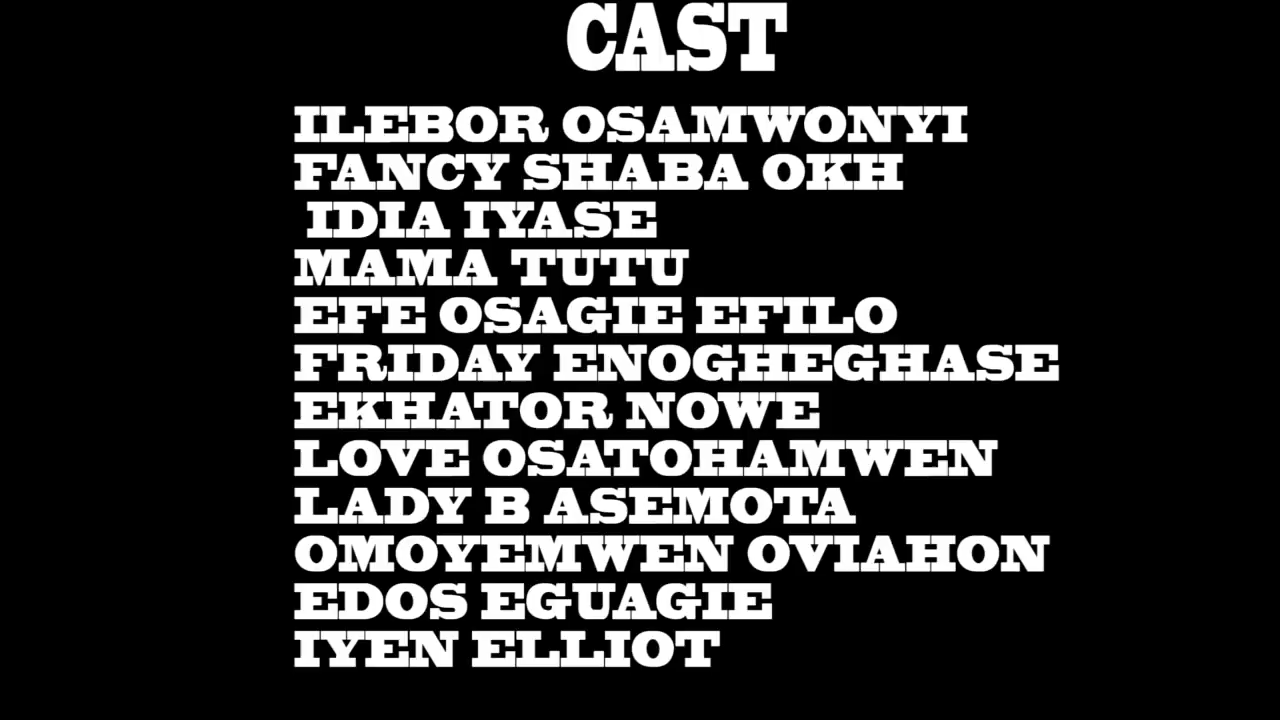 CAST
ILEBOR OSAMWONYI
FANCY SHABA OKH
IDIA IYASE
MAMA TUTU
EFE OSAGIE EFILO
FRIDAY ENOGHEGHASE
EKHATOR NOWE
LOVE OSATOHAMWEN
LADY B ASEMOTA
OMOYEMWEN OVIAHON
EDOS EGUAGIE
IYEN ELLIOT